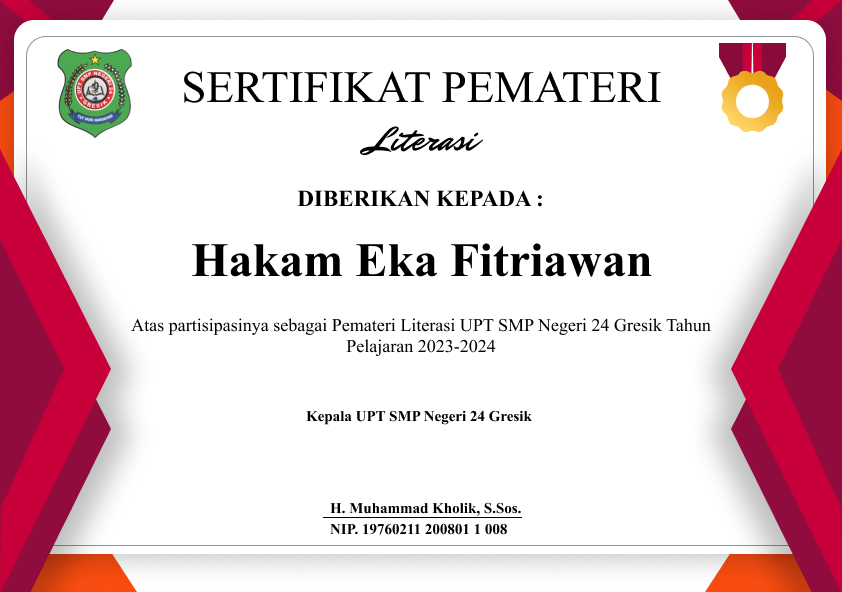 UPT SMP NEGERI 24
GRESIK
SERTIFIKAT PEMATERI
Literasi
DIBERIKAN KEPADA :
Hakam Eka Fitriawan
Atas partisipasinya sebagai Pemateri Literasi UPT SMP Negeri 24 Gresik Tahun
Pelajaran 2023-2024
Kepala UPT SMP Negeri 24 Gresik
H. Muhammad Kholik, S.Sos.
NIP. 19760211 200801 1 008